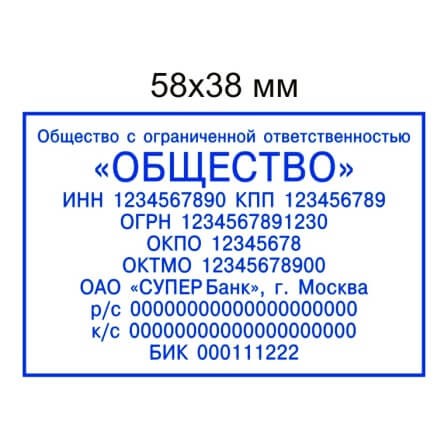 58х38 мм
Общество с ограниченной ответственностью
«ОБЩЕСТВО»
ИНН 1234567890 КПП 123456789
ОГРН 1234567891230
ОКПО 12345678
ОКТМО 12345678900
ОАО «СУПЕР Банк», г. Москва
р/с 00000000000000000000
к/с 00000000000000000000
БИК 000111222